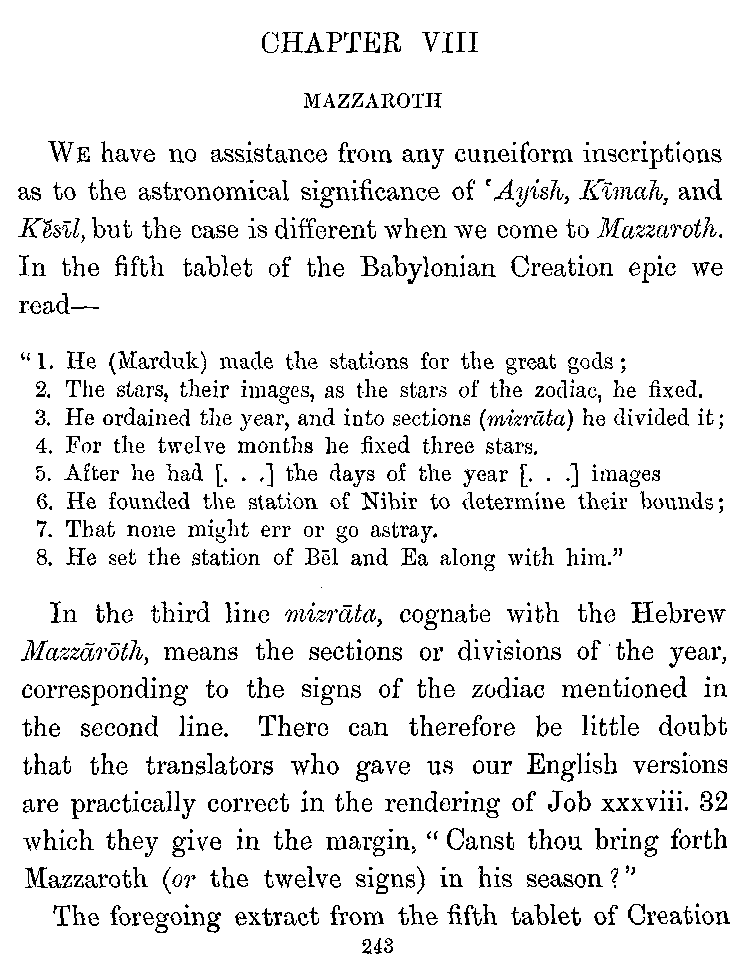 CHAPTER VIII
MAZZAROTH
WE have no assistance from any cuneiform inscriptions
as to the astronomical significance of ‘Ayish, Kīmah, and
Kĕsīl, but the case is different when we come to Mazzaroth.
In the fifth tablet of the Babylonian Creation epic we
read—
“1. He (Marduk) made the stations for the great gods;
2. The stars, their images, as the stars of the zodiac, he fixed.
3. He ordained the year, and into sections (mizrāta) he divided it;
4. For the twelve months he fixed three stars.
5. After he had [. . .] the days of the year [. . .] images
6. He founded the station of Nibir to determine their bounds;
7. That none might err or go astray.
8. He set the station of Bēl and Ea along with him.”
In the third line mizrāta, cognate with the Hebrew
Mazzārōth, means the sections or divisions of the year,
corresponding to the signs of the zodiac mentioned in
the second line. There can therefore be little doubt
that the translators who gave us our English versions
are practically correct in the rendering of Job xxxviii. 32
which they give in the margin, “Canst thou bring forth
Mazzaroth (or the twelve signs) in his season?”
The foregoing extract from the fifth tablet of Creation
243